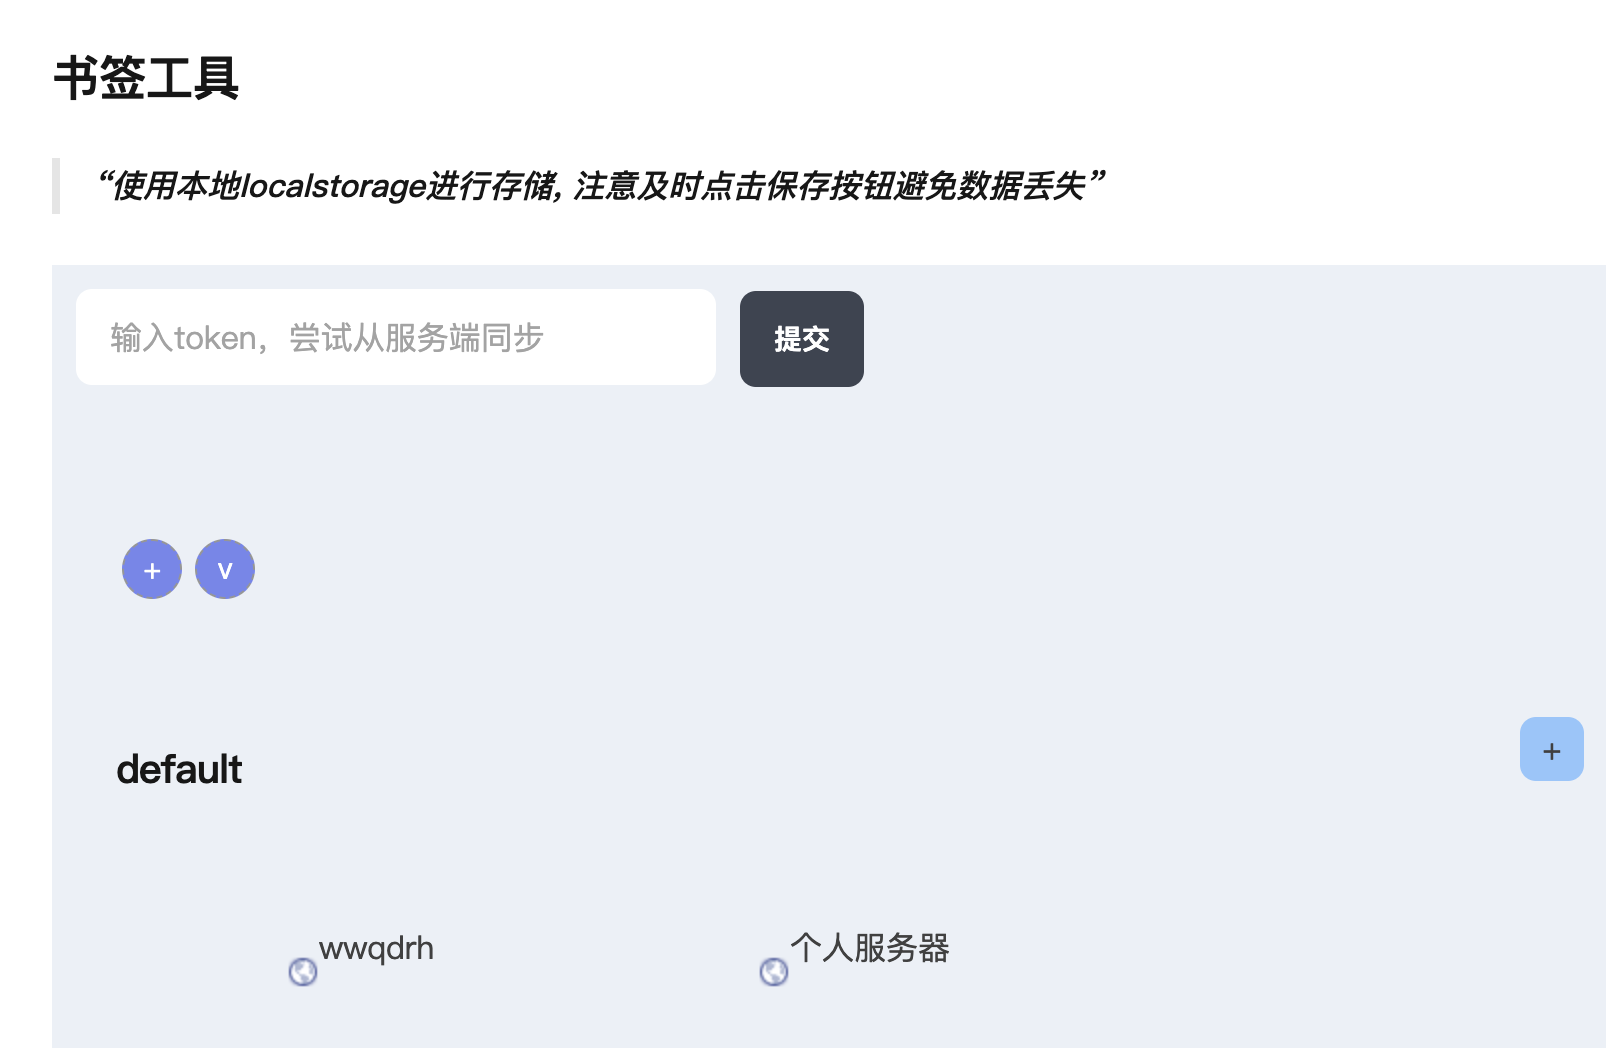 书签工具
“使用本地localstorage进行存储, 注意及时点击保存按钮避免数据丢失”
输入token，尝试从服务端同步
提交
+ v
default
+
wwqdrh
个人服务器